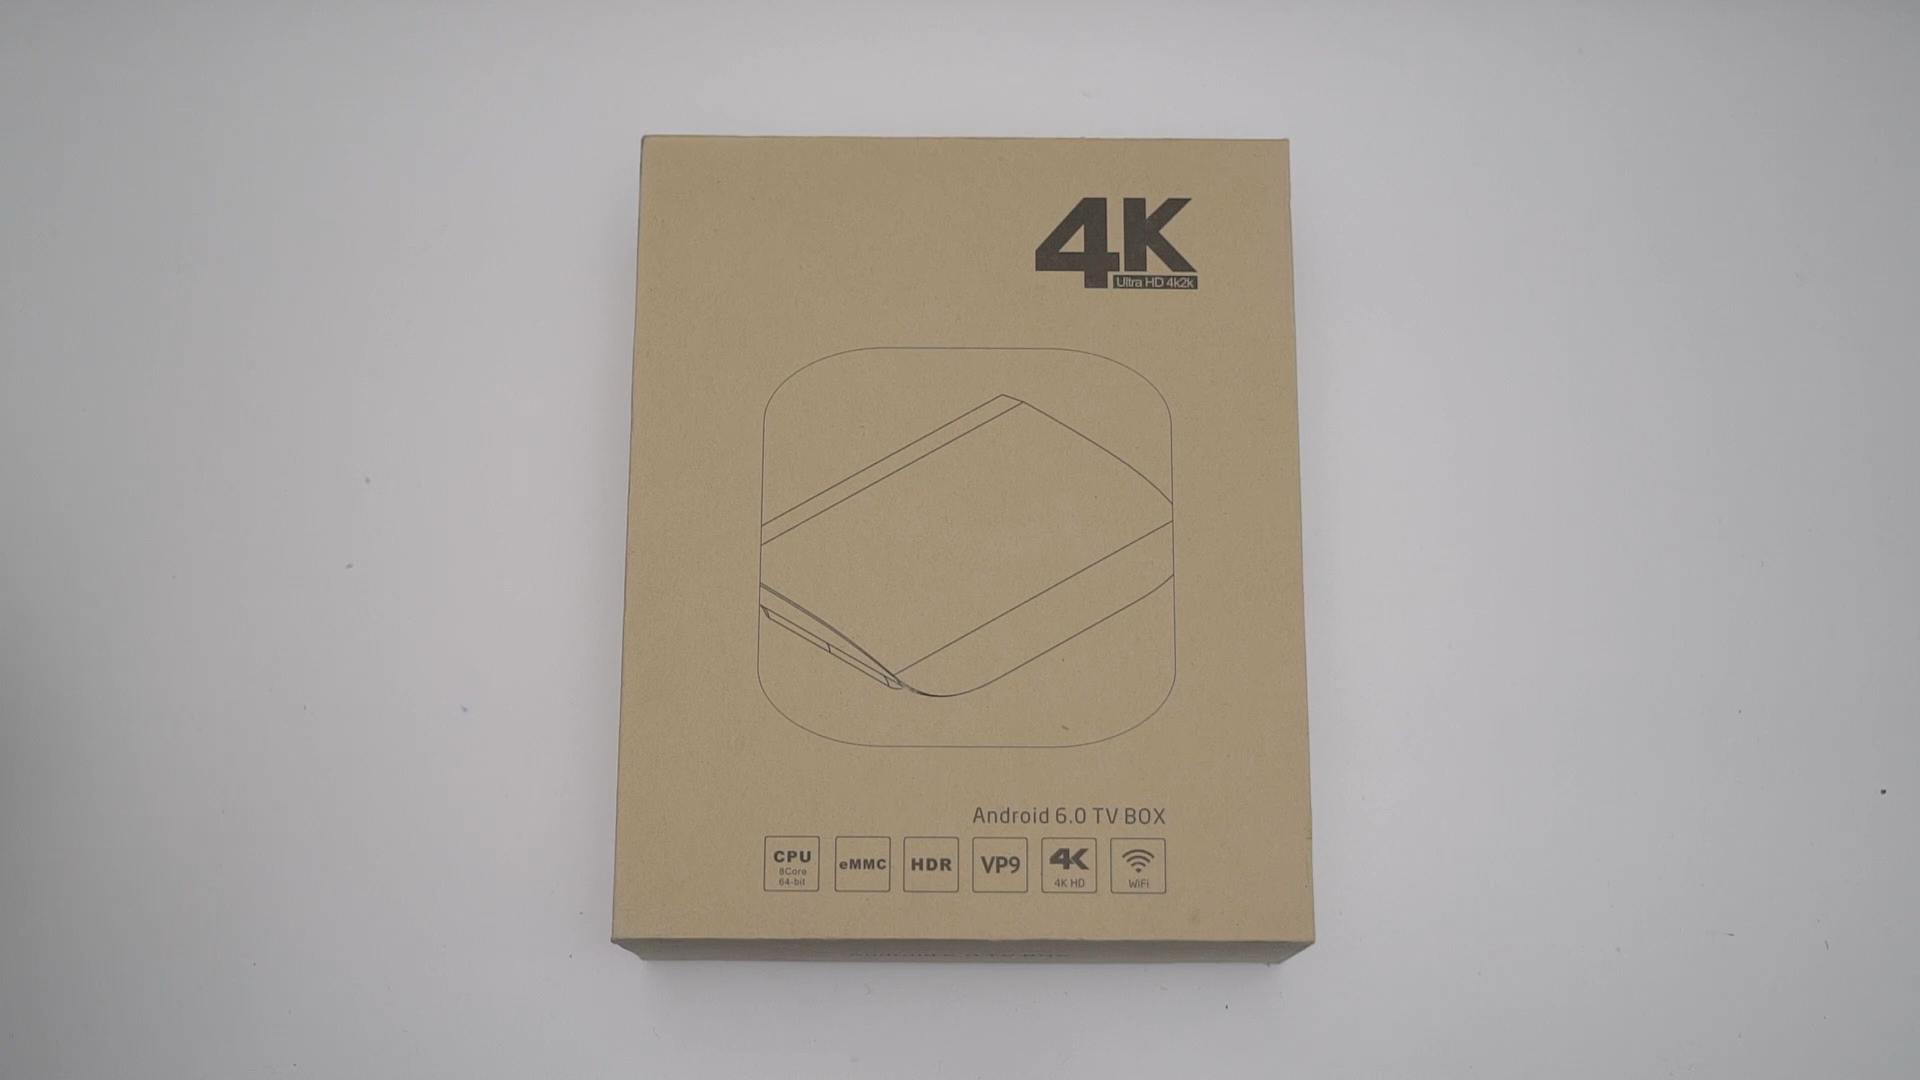 4K
Ultra HD 4k2k
Android 6.0 TV BOX
CPU
8Core
64-bit
eMMC
HDR
VP9
4K
4K HD
WiFi